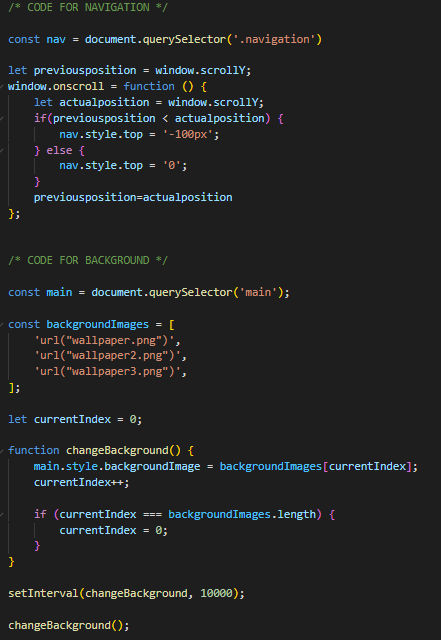 /* CODE FOR NAVIGATION */
const nav = document.querySelector('.navigation')
let previousposition = window.scrollY;
window.onscroll = function () {
    let actualposition = window.scrollY;
    if(previousposition < actualposition) {
        nav.style.top = '-100px';
    } else {
        nav.style.top = '0';
    }
    previousposition=actualposition
};
/* CODE FOR BACKGROUND */
const main = document.querySelector('main');
const backgroundImages = [
    'url("wallpaper.png")',
    'url("wallpaper2.png")',
    'url("wallpaper3.png")',
];
let currentIndex = 0;
function changeBackground() {
    main.style.backgroundImage = backgroundImages[currentIndex];
    currentIndex++;
    if (currentIndex === backgroundImages.length) {
        currentIndex = 0;
    }
}
setInterval(changeBackground, 10000);
changeBackground();